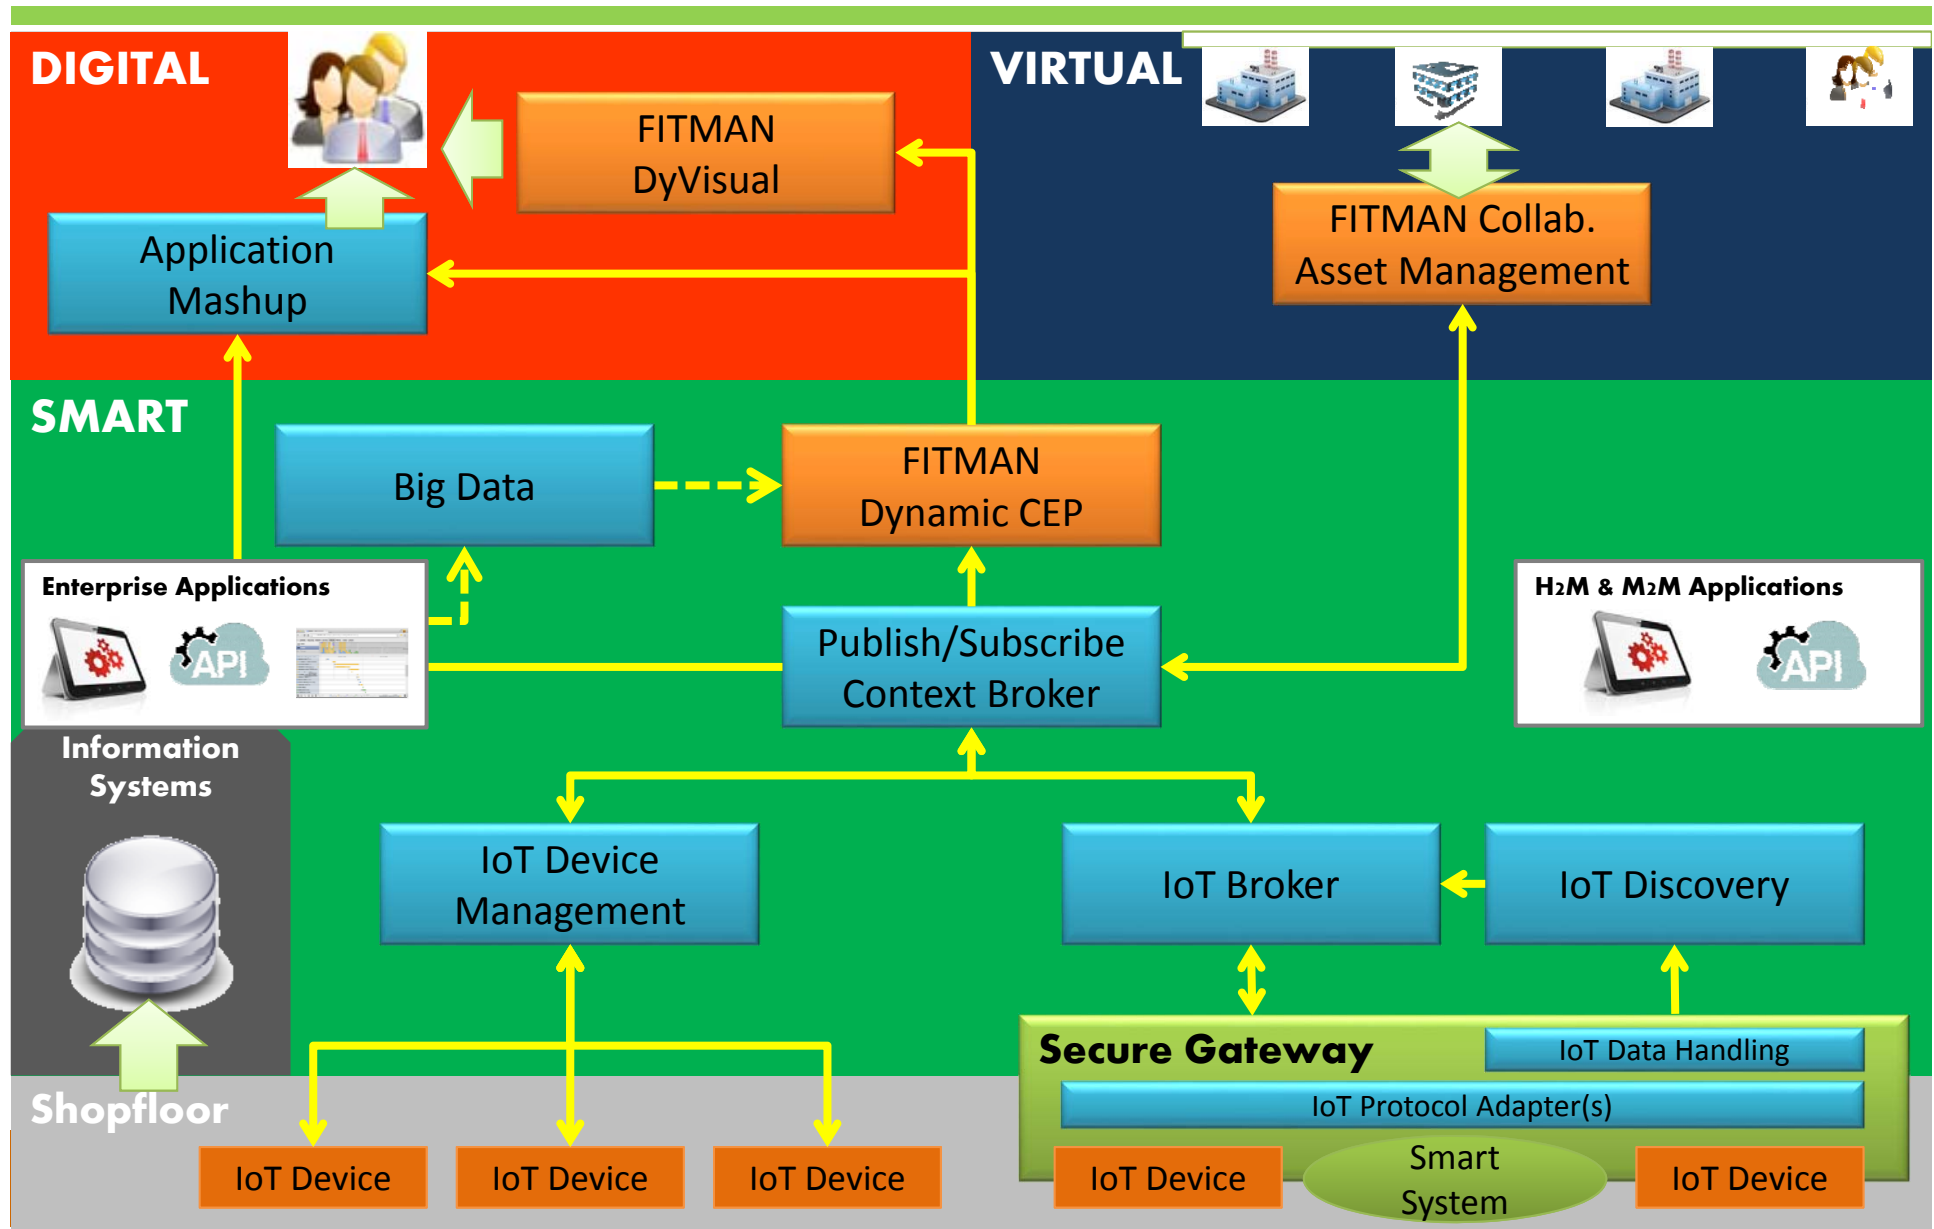 DIGITAL
VIRTUAL
FITMAN
DyVisual
Application
Mashup
FITMAN Collab.
Asset Management
SMART
Big Data
FITMAN
Dynamic CEP
Enterprise Applications
API
H2M & M2M Applications
API
Publish/Subscribe
Context Broker
Information
Systems
IoT Device
Management
IoT Broker
IoT Discovery
Secure Gateway
IoT Data Handling
IoT Protocol Adapter(s)
Shopfloor
IoT Device
IoT Device
IoT Device
IoT Device
Smart
System
IoT Device